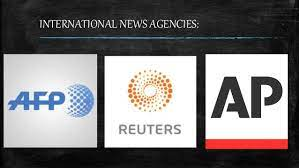 INTERNATIONAL NEWS AGENCIES:
AFP
REUTERS
AP